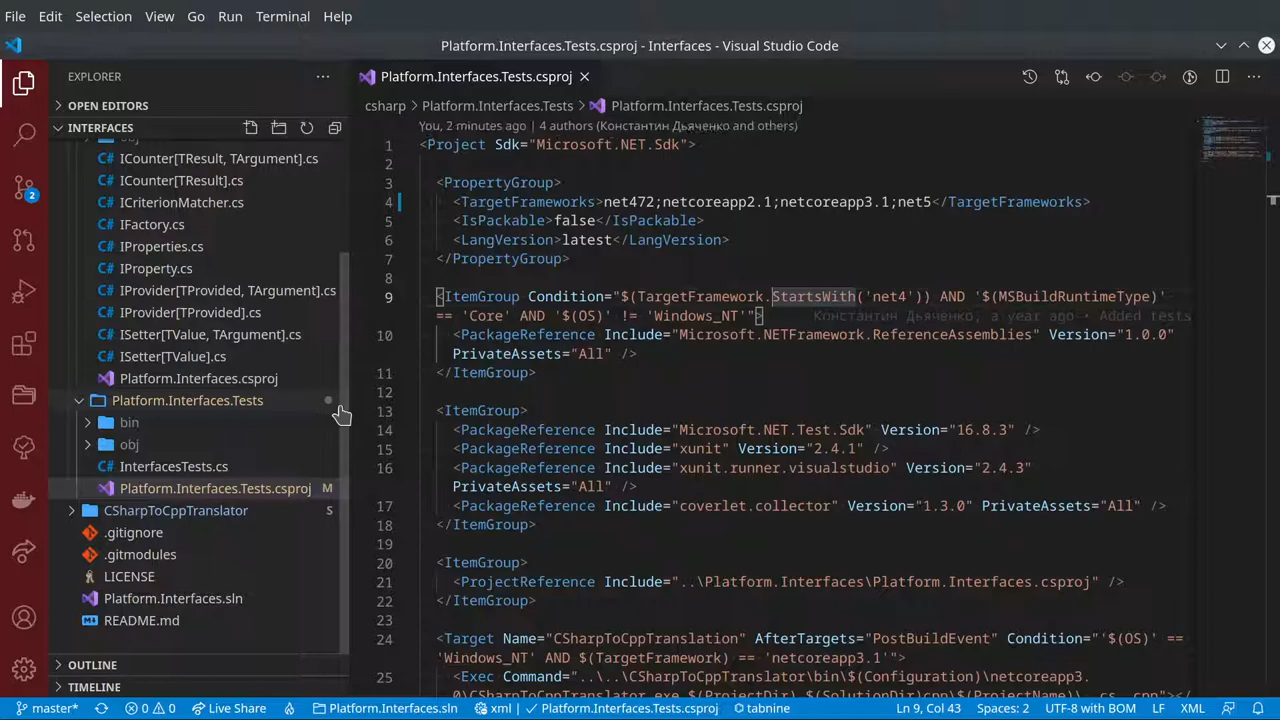 File Edit Selection View Go Run Terminal Help
Platform.Interfaces.Tests.csproj - Interfaces - Visual Studio Code
EXPLORER
OPEN EDITORS
INTERFACES
obj
ICounter[TResult, TArgument].cs
ICounter[TResult].cs
ICriterionMatcher.cs
IFactory.cs
IProperties.cs
IProperty.cs
IProvider[TProvided, TArgument].cs
IProvider[TProvided].cs
ISetter[TValue, TArgument].cs
ISetter[TValue].cs
Platform.Interfaces.csproj
Platform.Interfaces.Tests
bin
obj
InterfacesTests.cs
Platform.Interfaces.Tests.csproj M
CSharpToCppTranslator S
.gitignore
.gitmodules
LICENSE
Platform.Interfaces.sln
README.md
OUTLINE
TIMELINE
2
Platform.Interfaces.Tests.csproj
csharp > Platform.Interfaces.Tests > Platform.Interfaces.Tests.csproj
You, 2 minutes ago | 4 authors (Константин Дьяченко and others)
1 <Project Sdk="Microsoft.NET.Sdk">
2
3 <PropertyGroup>
4 <TargetFrameworks>net472;netcoreapp2.1;netcoreapp3.1;net5</TargetFrameworks>
5 <IsPackable>false</IsPackable>
6 <LangVersion>latest</LangVersion>
7 </PropertyGroup>
8
9 <ItemGroup Condition="$(TargetFramework.StartsWith('net4')) AND '$(MSBuildRuntimeType)'
== 'Core' AND '$(OS)' != 'Windows_NT'"> Константин Дьяченко, a year ago • Added tests
10 <PackageReference Include="Microsoft.NETFramework.ReferenceAssemblies" Version="1.0.0"
PrivateAssets="All" />
11 </ItemGroup>
12
13 <ItemGroup>
14 <PackageReference Include="Microsoft.NET.Test.Sdk" Version="16.8.3" />
15 <PackageReference Include="xunit" Version="2.4.1" />
16 <PackageReference Include="xunit.runner.visualstudio" Version="2.4.3"
PrivateAssets="All" />
17 <PackageReference Include="coverlet.collector" Version="1.3.0" PrivateAssets="All" />
18 </ItemGroup>
19
20 <ItemGroup>
21 <ProjectReference Include="..\Platform.Interfaces\Platform.Interfaces.csproj" />
22 </ItemGroup>
23
24 <Target Name="CSharpToCppTranslation" AfterTargets="PostBuildEvent" Condition="'$(OS)' ==
'Windows_NT' AND $(TargetFramework) == 'netcoreapp3.1'">
25 <Exec Command="..\..\CSharpToCppTranslator\bin\$(Configuration)\netcoreapp3.
0\CSharpToCppTranslator.exe $(ProjectDir) $(SolutionDir)cpp\$(ProjectName)\ .cs .cpp"></
master* 0 0 Live Share Platform.Interfaces.sln xml | Platform.Interfaces.Tests.csproj tabnine Ln 9, Col 43 Spaces: 2 UTF-8 with BOM LF XML